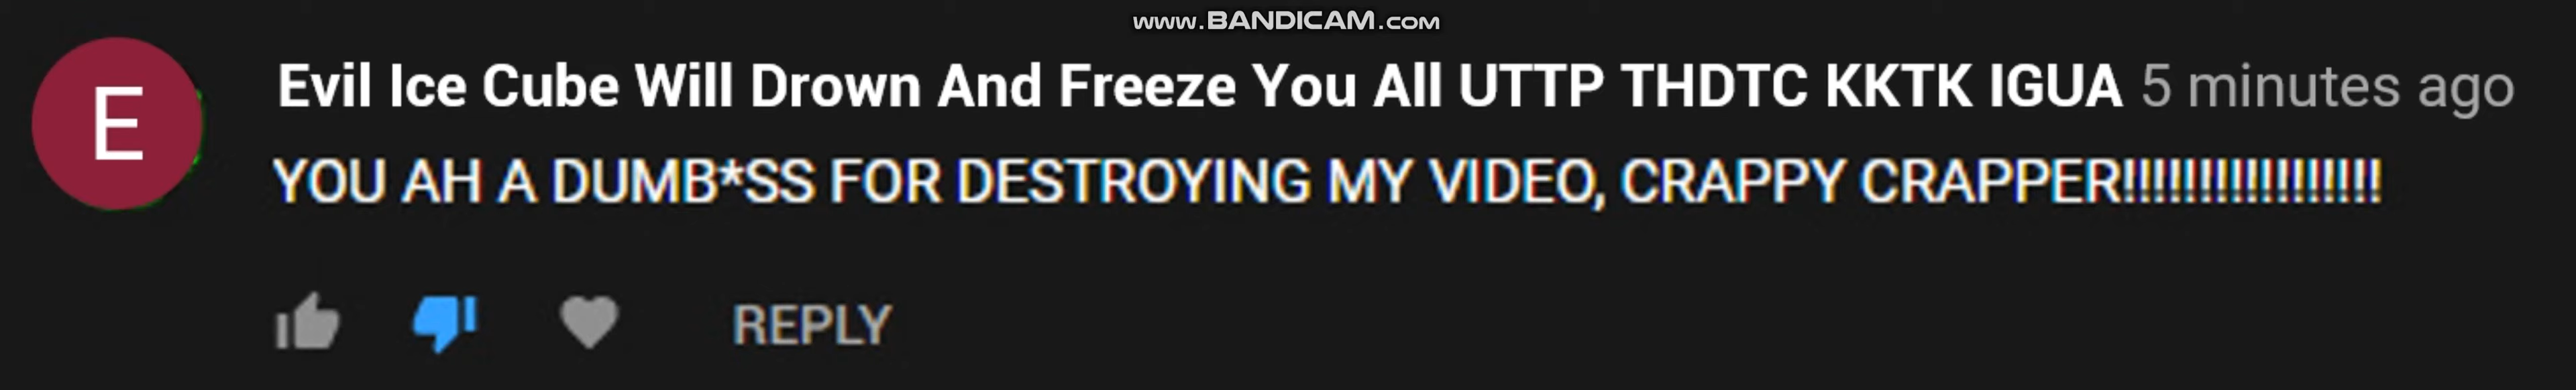 www.BANDICAM.com
E
Evil Ice Cube Will Drown And Freeze You All UTTP THDTC KKTK IGUA 5 minutes ago
YOU AH A DUMB*SS FOR DESTROYING MY VIDEO, CRAPPY CRAPPER!!!!!!!!!!!!!!!!!
REPLY